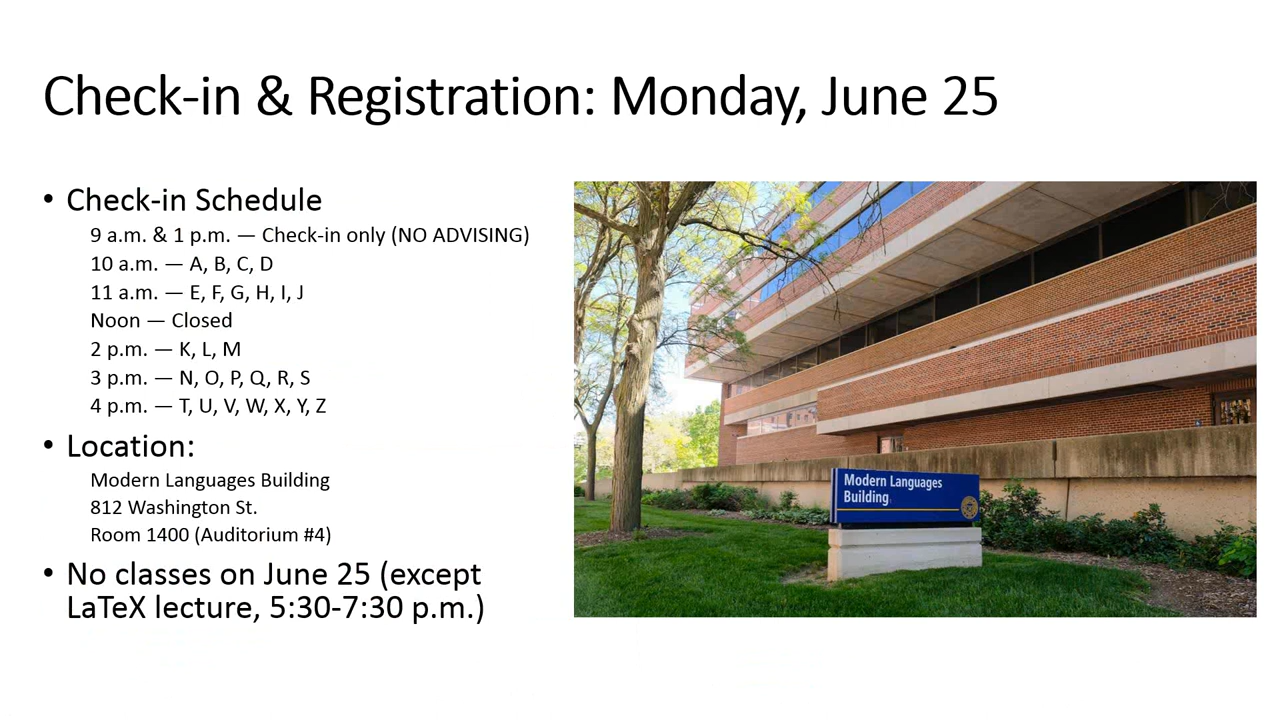 Check-in & Registration: Monday, June 25
• Check-in Schedule
9 a.m. & 1 p.m. — Check-in only (NO ADVISING)
10 a.m. — A, B, C, D
11 a.m. — E, F, G, H, I, J
Noon — Closed
2 p.m. — K, L, M
3 p.m. — N, O, P, Q, R, S
4 p.m. — T, U, V, W, X, Y, Z
• Location:
Modern Languages Building
812 Washington St.
Room 1400 (Auditorium #4)
• No classes on June 25 (except
LaTeX lecture, 5:30-7:30 p.m.)
Modern Languages
Building